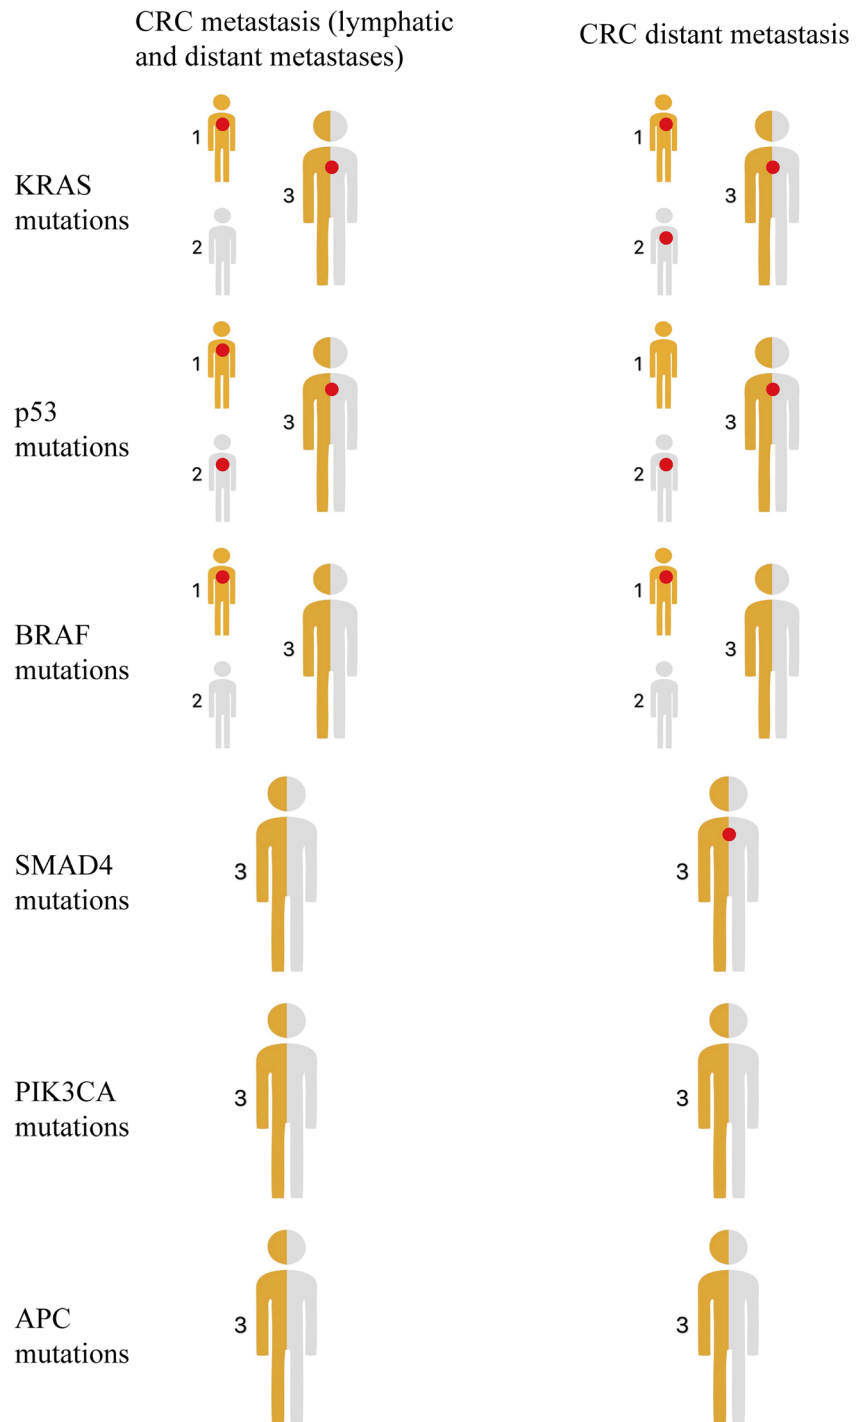 CRC metastasis (lymphatic
and distant metastases)
CRC distant metastasis
KRAS
mutations
1
2
3
1
2
3
p53
mutations
1
2
3
1
2
3
BRAF
mutations
1
2
3
1
2
3
SMAD4
mutations
3
3
PIK3CA
mutations
3
3
APC
mutations
3
3